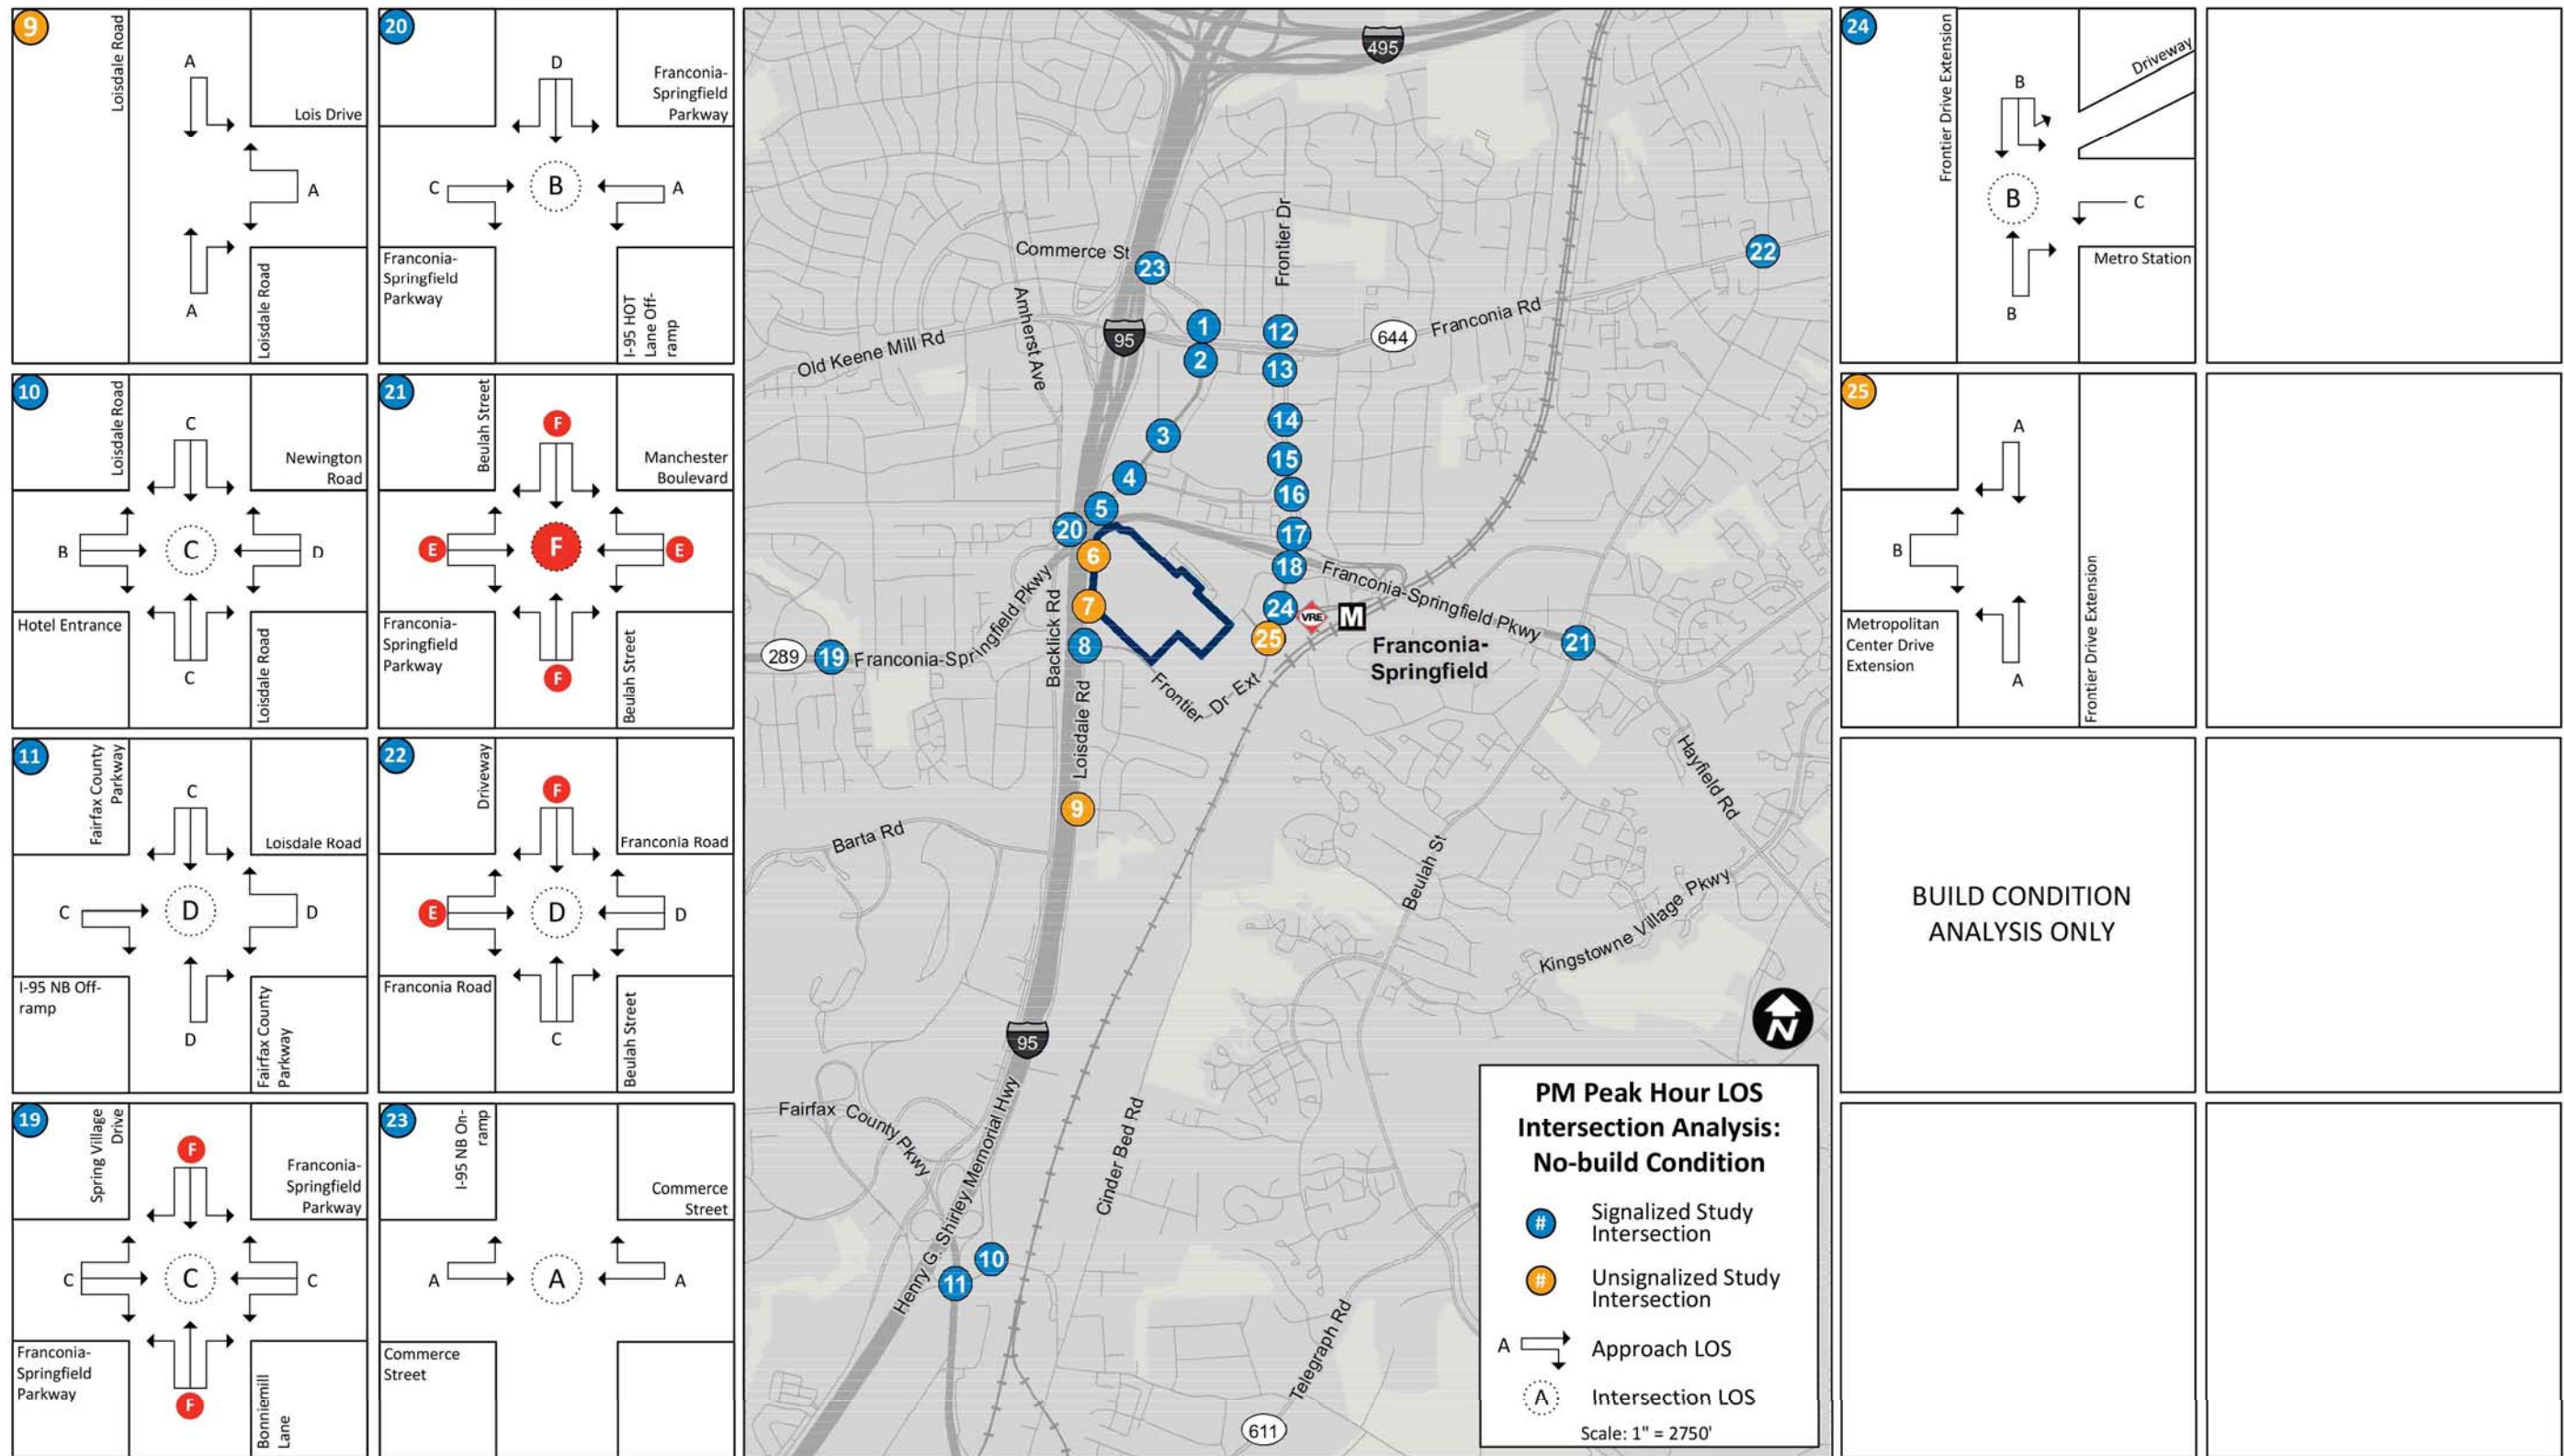 9
Loisdale Road
A
Lois Drive
A
A
Loisdale Road
20
D
Franconia-
Springfield
Parkway
C
B
A
Franconia-
Springfield
Parkway
I-95 HOT
Lane Off-
ramp
10
Loisdale Road
C
Newington
Road
B
C
D
Hotel Entrance
C
Loisdale Road
21
Beulah Street
F
Manchester
Boulevard
E
F
E
Franconia-
Springfield
Parkway
F
Beulah Street
11
Fairfax County
Parkway
C
Loisdale Road
C
D
D
I-95 NB Off-
ramp
D
Fairfax County
Parkway
22
Driveway
F
Franconia Road
E
D
D
Franconia Road
C
Beulah Street
19
Spring Village
Drive
F
Franconia-
Springfield
Parkway
C
C
C
Franconia-
Springfield
Parkway
F
Bonniemill
Lane
23
I-95 NB On-
ramp
Commerce
Street
A
A
A
Commerce
Street
495
Frontier Dr
Commerce St
23
22
Amherst Ave
95
1
2
12
13
644
Franconia Rd
Old Keene Mill Rd
3
14
4
15
16
5
20
17
6
18
Franconia-Springfield Pkwy
7
24
VRE
M
25
8
Franconia-
Springfield
21
289
19
Franconia-Springfield Pkwy
Backlick Rd
Frontier Dr Ext
Loisdale Rd
Hayfield Rd
9
Barta Rd
Beulah St
Kingstowne Village Pkwy
95
N
Fairfax County Pkwy
Henry G. Shirley Memorial Hwy
Cinder Bed Rd
10
11
Telegraph Rd
611
PM Peak Hour LOS
Intersection Analysis:
No-build Condition
#
Signalized Study
Intersection
#
Unsignalized Study
Intersection
A
Approach LOS
A
Intersection LOS
Scale: 1" = 2750'
24
Frontier Drive Extension
B
Driveway
B
C
Metro Station
B
25
A
B
Metropolitan
Center Drive
Extension
A
Frontier Drive Extension
BUILD CONDITION
ANALYSIS ONLY